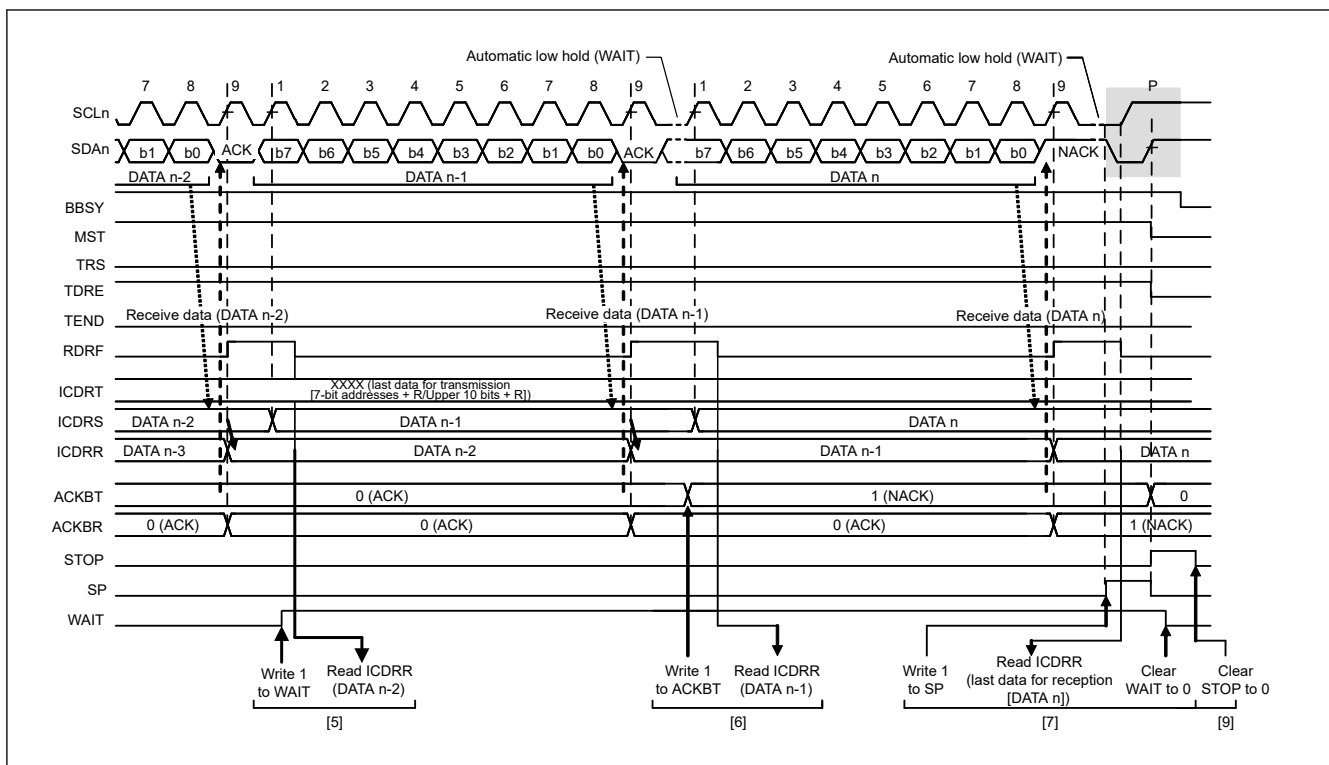 Automatic low hold (WAIT)
Automatic low hold (WAIT)
7 8 9 1 2 3 4 5 6 7 8 9 1 2 3 4 5 6 7 8 9 P
SCLn
SDAn b1 b0 ACK b7 b6 b5 b4 b3 b2 b1 b0 ACK b7 b6 b5 b4 b3 b2 b1 b0 NACK
DATA n-2 DATA n-1 DATA n
BBSY
MST
TRS
TDRE
Receive data (DATA n-2) Receive data (DATA n-1) Receive data (DATA n)
TEND
RDRF
XXXX (last data for transmission
ICDRT
[7-bit addresses + R/Upper 10 bits + R])
ICDRS DATA n-2 DATA n-1 DATA n
ICDRR DATA n-3 DATA n-2 DATA n-1 DATA n
ACKBT 0 (ACK) 1 (NACK) 0
ACKBR 0 (ACK) 0 (ACK) 0 (ACK) 1 (NACK)
STOP
SP
WAIT
Write 1
to WAIT
Read ICDRR
(DATA n-2)
Write 1
to ACKBT
Read ICDRR
(DATA n-1)
Write 1
to SP
Read ICDRR
(last data for reception
[DATA n])
Clear
WAIT to 0
Clear
STOP to 0
[5] [6] [7] [9]